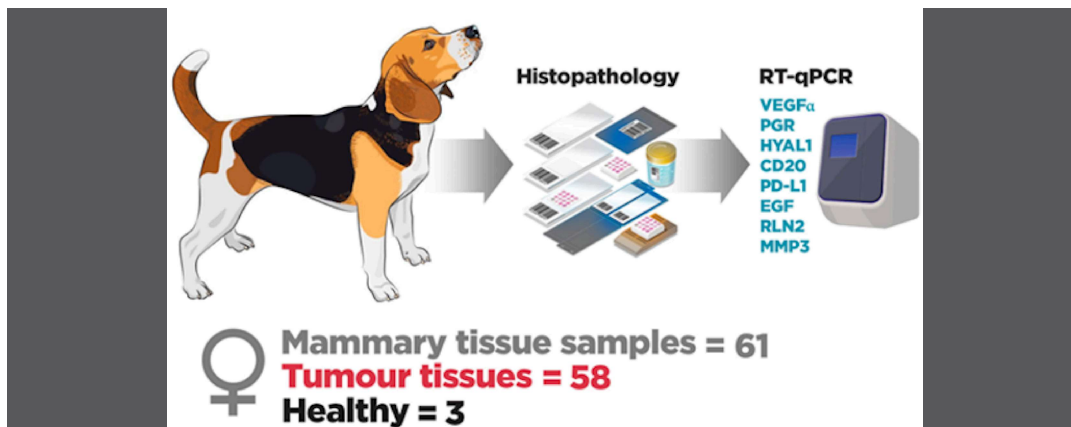 Histopathology
RT-qPCR
VEGFα
PGR
HYAL1
CD20
PD-L1
EGF
RLN2
MMP3
Mammary tissue samples = 61
Tumour tissues = 58
Healthy = 3